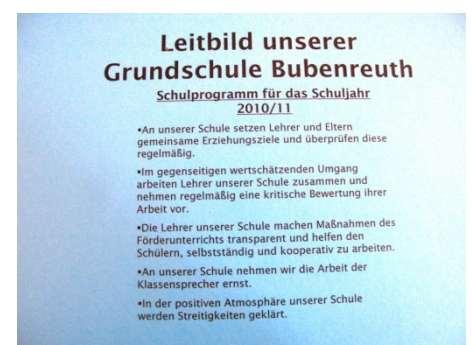 Leitbild unserer
Grundschule Bubenreuth
Schulprogramm für das Schuljahr
2010/11
•An unserer Schule setzen Lehrer und Eltern
gemeinsame Erziehungsziele und überprüfen diese
regelmäßig.
•Im gegenseitigen wertschätzenden Umgang
arbeiten Lehrer unserer Schule zusammen und
nehmen regelmäßig eine kritische Bewertung ihrer
Arbeit vor.
•Die Lehrer unserer Schule machen Maßnahmen des
Förderunterrichts transparent und helfen den
Schülern, selbstständig und kooperativ zu arbeiten.
•An unserer Schule nehmen wir die Arbeit der
Klassensprecher ernst.
•In der positiven Atmosphäre unserer Schule
werden Streitigkeiten geklärt.